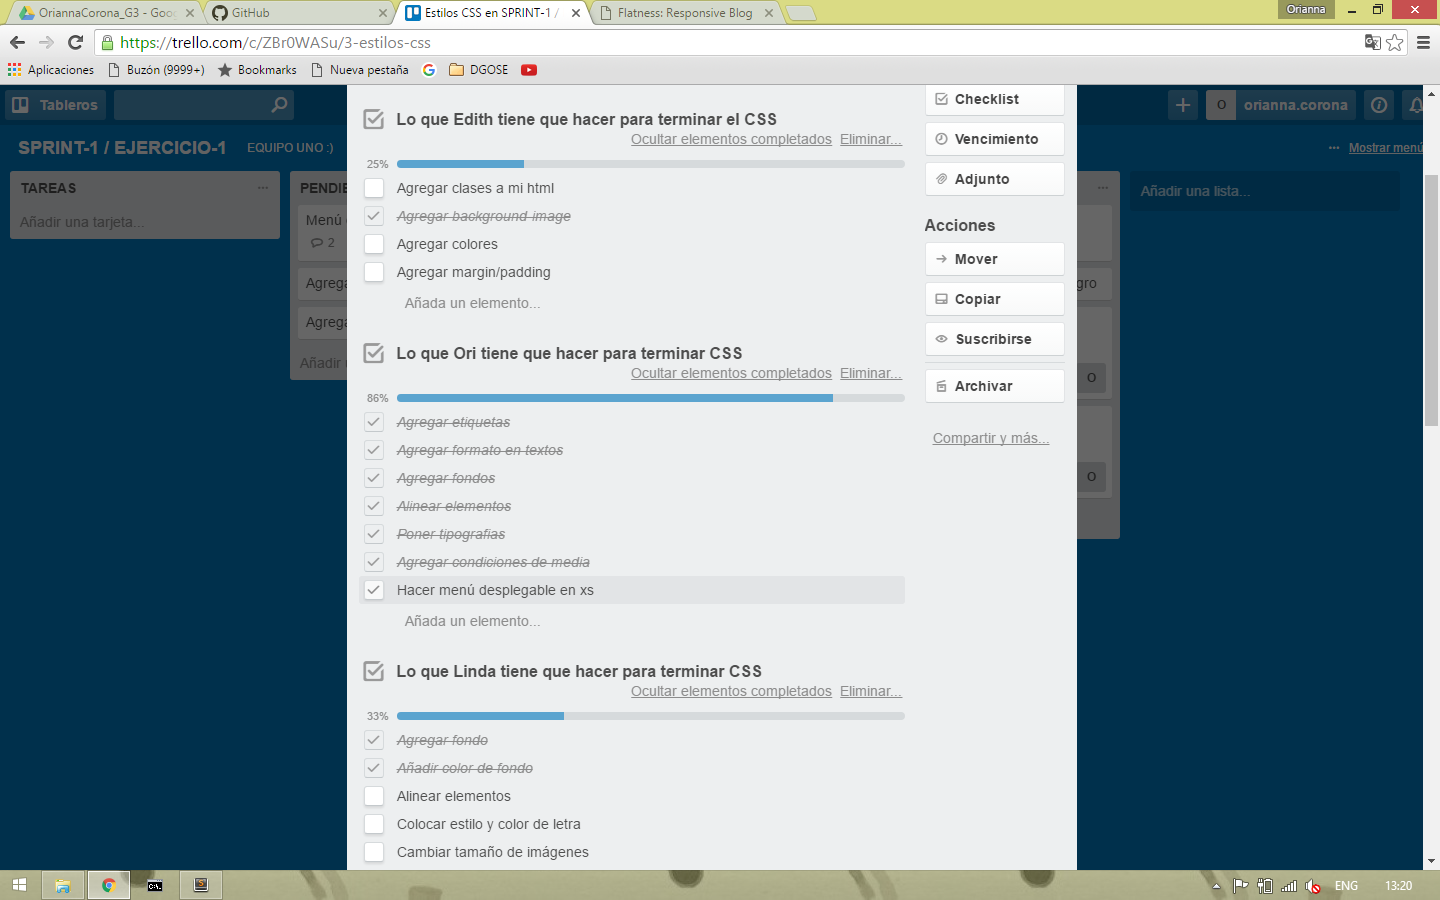 OriannaCorona_G3 - Goo
GitHub
Estilos CSS en SPRINT-1 /
Flatness: Responsive Blog
Orianna
https://trello.com/c/ZBr0WASu/3-estilos-css
Aplicaciones
Buzón (9999+)
Bookmarks
Nueva pestaña
DGOSE
Tableros
O
orianna.corona
SPRINT-1 / EJERCICIO-1
EQUIPO UNO :)
Mostrar menú
TAREAS
Añadir una tarjeta...
PENDIE
Menú
2
Agrega
Agrega
Añadir
gro
O
O
Añadir una lista...
Lo que Edith tiene que hacer para terminar el CSS
Ocultar elementos completados Eliminar...
25%
Agregar clases a mi html
Agregar background-image
Agregar colores
Agregar margin/padding
Añada un elemento...
Lo que Ori tiene que hacer para terminar CSS
Ocultar elementos completados Eliminar...
86%
Agregar etiquetas
Agregar formato en textos
Agregar fondos
Alinear elementos
Poner tipografias
Agregar condiciones de media
Hacer menú desplegable en xs
Añada un elemento...
Lo que Linda tiene que hacer para terminar CSS
Ocultar elementos completados Eliminar...
33%
Agregar fondo
Añadir color de fondo
Alinear elementos
Colocar estilo y color de letra
Cambiar tamaño de imágenes
Checklist
Vencimiento
Adjunto
Acciones
Mover
Copiar
Suscribirse
Archivar
Compartir y más...
ENG
13:20